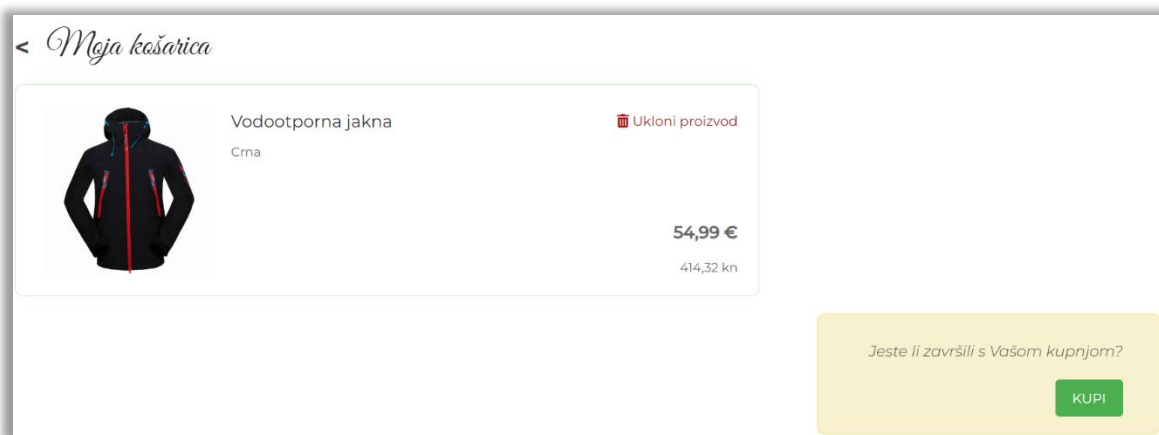 < Moja košarica
Vodootporna jakna
Ukloni proizvod
Crna
54,99 €
414,32 kn
Jeste li završili s Vašom kupnjom?
KUPI